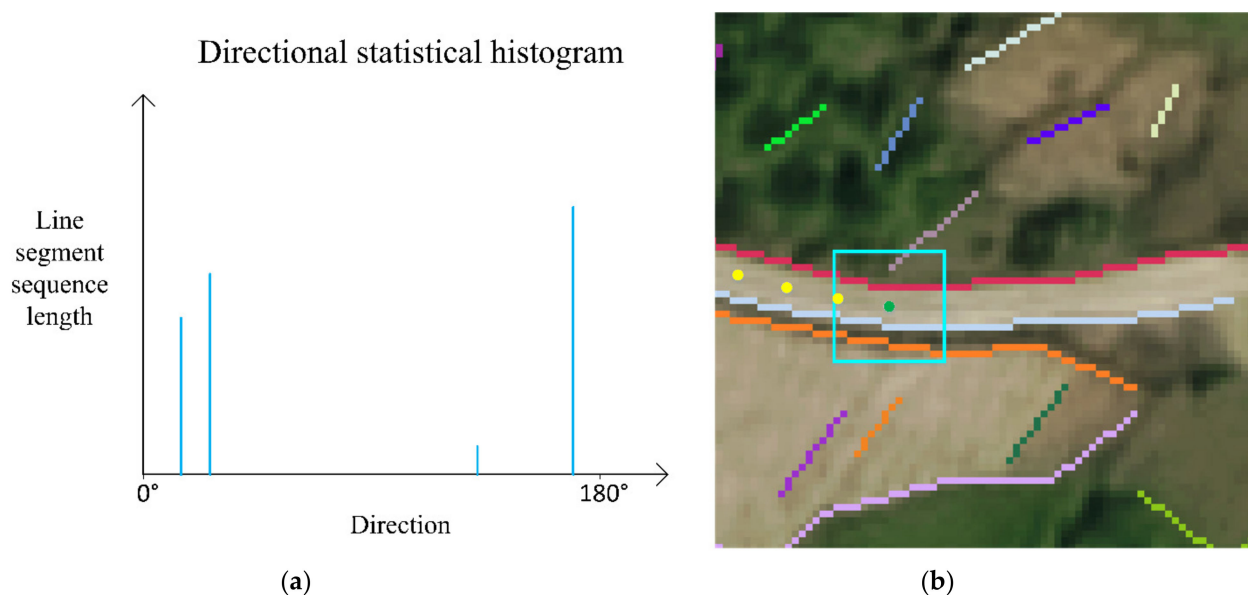 Directional statistical histogram
Line
segment
sequence
length
0°
180°
Direction
(a)
(b)